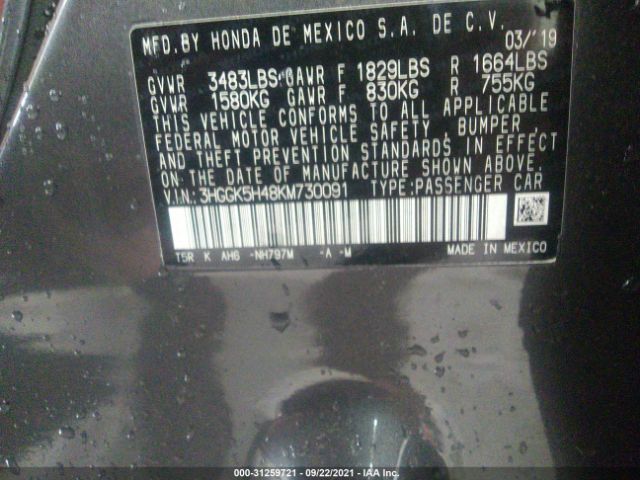 MFD. BY HONDA DE MEXICO S.A. DE C.V.
03/'19
GVWR 3483LBS GAWR F 1829LBS R 1664LBS
GVWR 1580KG GAWR F 830KG R 755KG
THIS VEHICLE CONFORMS TO ALL APPLICABLE
FEDERAL MOTOR VEHICLE SAFETY, BUMPER,
AND THEFT PREVENTION STANDARDS IN EFFECT
ON THE DATE OF MANUFACTURE SHOWN ABOVE.
V.I.N.:3HGGK5H48KM730091 TYPE:PASSENGER CAR
T5R K AH6 -NH797M -A -M MADE IN MEXICO
000-31259721 - 09/22/2021 - IAA Inc.